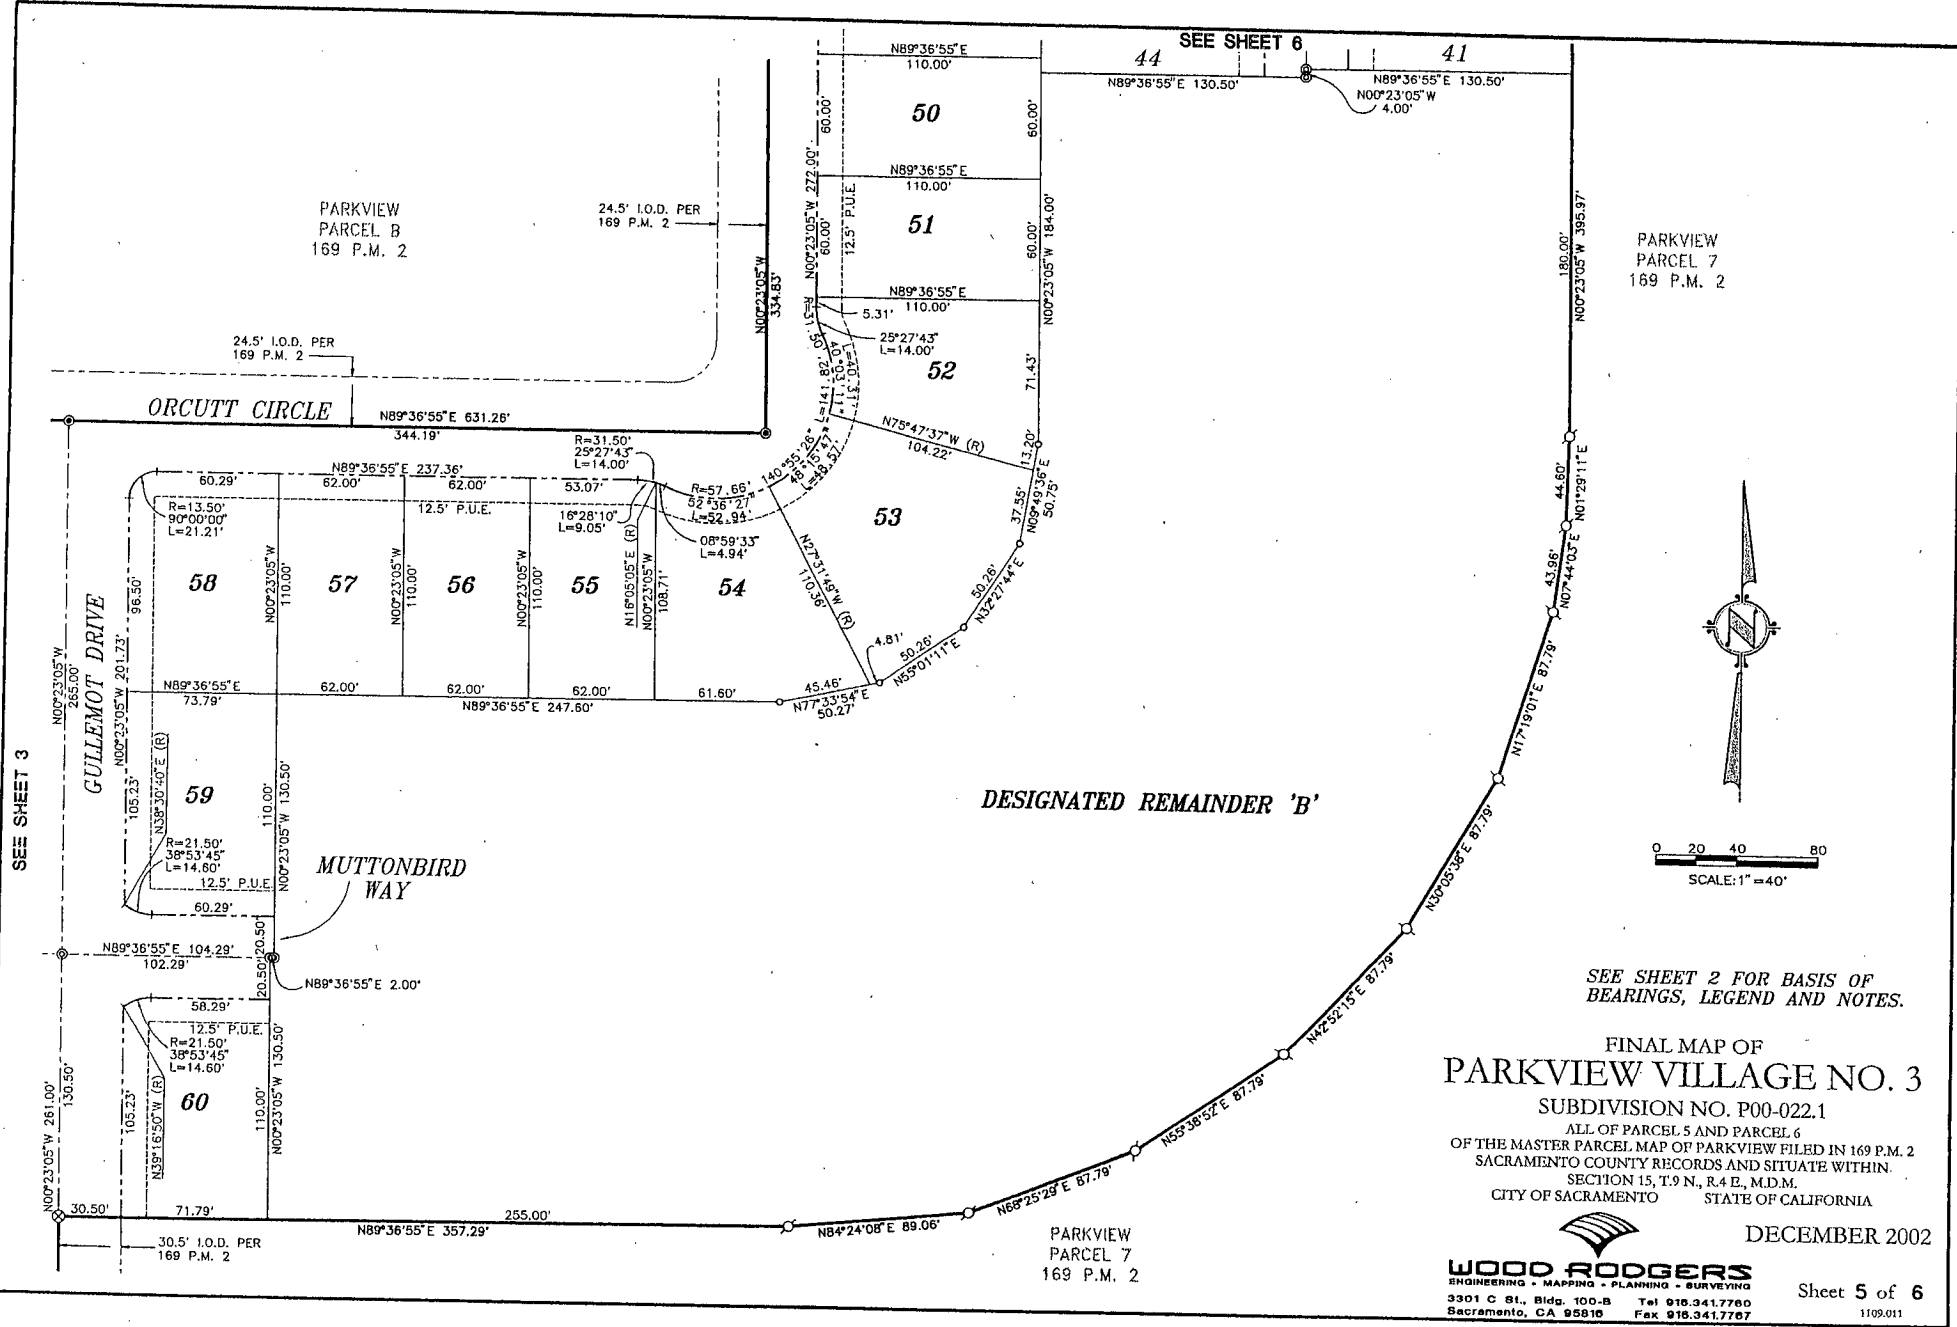 SEE SHEET 6
44
41
N89°36'55"E 130.50'
N89°36'55"E 130.50'
N00°23'05"W
4.00'
N89°36'55"E
110.00'
60.00'
50
60.00'
N89°36'55"E
110.00'
N00°23'05"W 272.00'
60.00'
12.5' P.U.E.
51
60.00'
N00°23'05"W 184.00'
N89°36'55"E
110.00'
5.31'
25°27'43"
L=14.00'
R=31.50'
52
71.43'
40°03'11"
L=40.31'
L=141.82'
N75°47'37"W (R)
104.22'
13.20'
PARKVIEW
PARCEL B
169 P.M. 2
24.5' I.O.D. PER
169 P.M. 2
N00°23'05"W
334.83'
24.5' I.O.D. PER
169 P.M. 2
ORCUTT CIRCLE
N89°36'55"E 631.26'
344.19'
R=31.50'
25°27'43"
L=14.00'
N89°36'55"E 237.36'
60.29'
62.00'
62.00'
53.07'
12.5' P.U.E.
R=13.50'
90°00'00"
L=21.21'
16°28'10"
L=9.05'
R=57.66'
52°36'27"
L=52.94'
140°55'26"
48°15'47"
L=48.57'
08°59'33"
L=4.94'
N16°05'05"E (R)
N00°23'05"W
108.71'
96.50'
58
N00°23'05"W
110.00'
57
N00°23'05"W
110.00'
56
N00°23'05"W
110.00'
55
54
53
N27°31'49"W (R)
110.36'
37.55'
N09°49'36"E
50.75'
50.26'
N32°27'44"E
4.81'
50.26'
N55°01'11"E
45.46'
N77°33'54"E
50.27'
61.60'
62.00'
62.00'
62.00'
N89°36'55"E 247.60'
N89°36'55"E
73.79'
GULLEMOT DRIVE
N00°23'05"W
265.00'
N00°23'05"W 201.73'
SEE SHEET 3
105.23'
N38°30'40"E (R)
59
110.00'
N00°23'05"W 130.50'
R=21.50'
38°53'45"
L=14.60'
12.5' P.U.E.
60.29'
MUTTONBIRD
WAY
20.50'
N89°36'55"E 104.29'
102.29'
20.50'
N89°36'55"E 2.00'
58.29'
12.5' P.U.E.
R=21.50'
38°53'45"
L=14.60'
N00°23'05"W 261.00'
130.50'
105.23'
N39°16'50"W (R)
60
110.00'
N00°23'05"W 130.50'
30.50'
71.79'
255.00'
N89°36'55"E 357.29'
30.5' I.O.D. PER
169 P.M. 2
N84°24'08"E 89.06'
N68°25'29"E 87.79'
N55°38'52"E 87.79'
N42°52'15"E 87.79'
N30°05'38"E 87.79'
N17°19'01"E 87.79'
43.96'
N07°44'03"E
44.60'
N01°29'11"E
180.00'
N00°23'05"W 395.97'
PARKVIEW
PARCEL 7
169 P.M. 2
DESIGNATED REMAINDER 'B'
PARKVIEW
PARCEL 7
169 P.M. 2
N
0 20 40 80
SCALE: 1"=40'
SEE SHEET 2 FOR BASIS OF
BEARINGS, LEGEND AND NOTES.
FINAL MAP OF
PARKVIEW VILLAGE NO. 3
SUBDIVISION NO. P00-022.1
ALL OF PARCEL 5 AND PARCEL 6
OF THE MASTER PARCEL MAP OF PARKVIEW FILED IN 169 P.M. 2
SACRAMENTO COUNTY RECORDS AND SITUATE WITHIN
SECTION 15, T.9 N., R.4 E., M.D.M.
CITY OF SACRAMENTO STATE OF CALIFORNIA
DECEMBER 2002
WOOD RODGERS
ENGINEERING • MAPPING • PLANNING • SURVEYING
3301 C St., Bldg. 100-B Tel 916.341.7760
Sacramento, CA 95816 Fax 916.341.7767
Sheet 5 of 6
1109.011